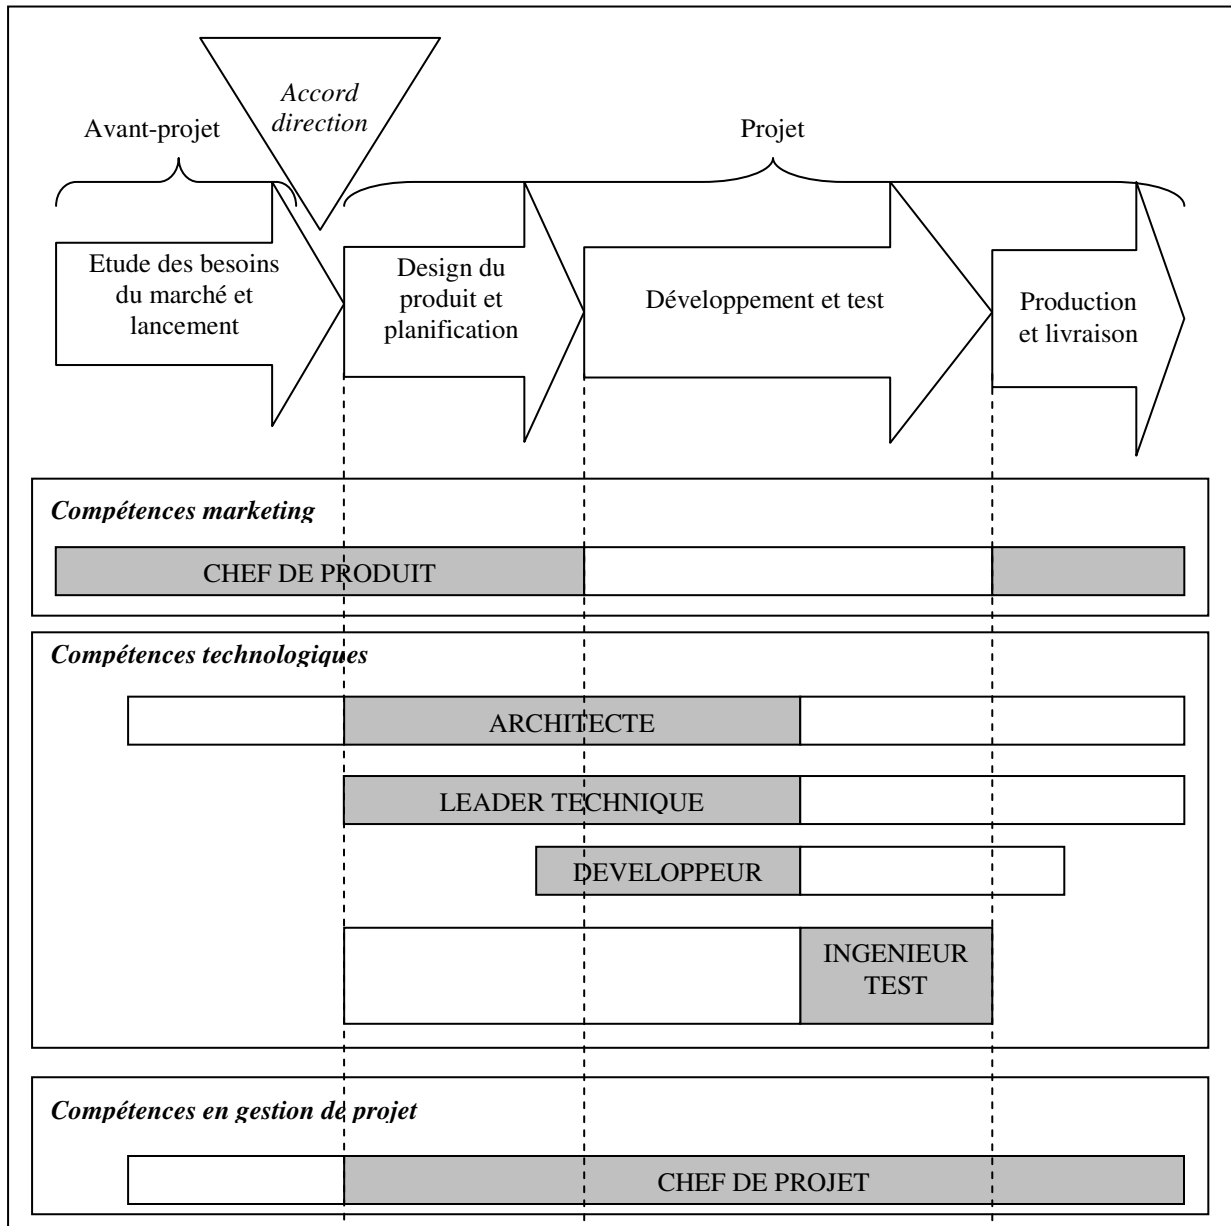 Accord
direction
Avant-projet
Projet
Etude des besoins
du marché et
lancement
Design du
produit et
planification
Développement et test
Production
et livraison
Compétences marketing
CHEF DE PRODUIT
Compétences technologiques
ARCHITECTE
LEADER TECHNIQUE
DEVELOPPEUR
INGENIEUR
TEST
Compétences en gestion de projet
CHEF DE PROJET